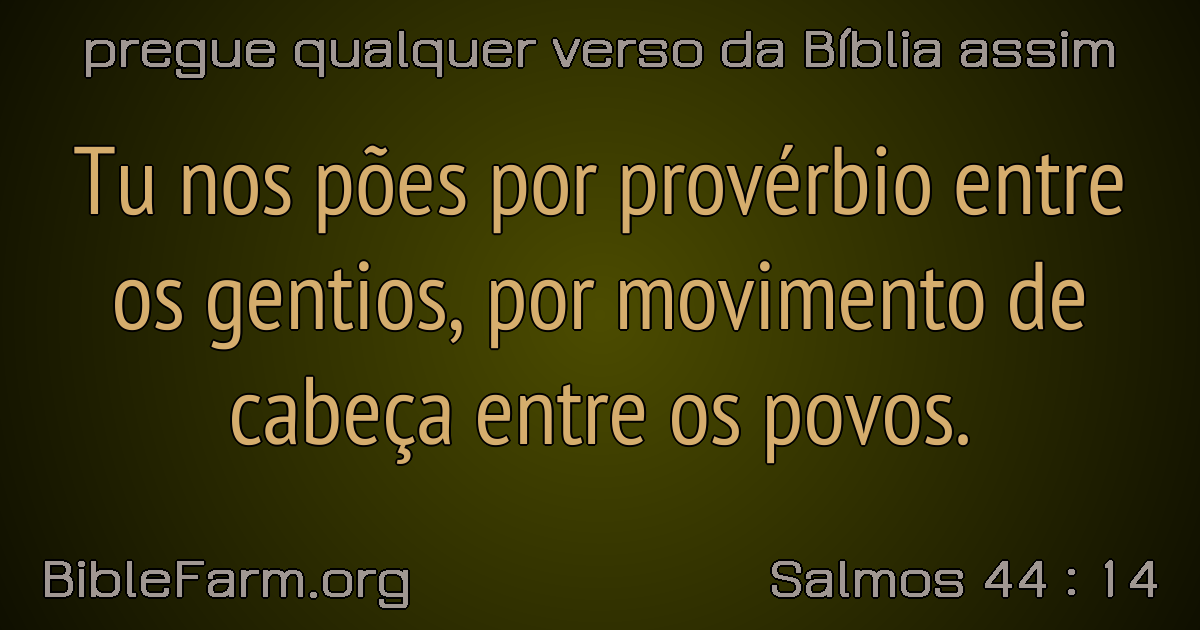 pregue qualquer verso da Bíblia assim
Tu nos pões por provérbio entre
os gentios, por movimento de
cabeça entre os povos.
BibleFarm.org
Salmos 44 : 14